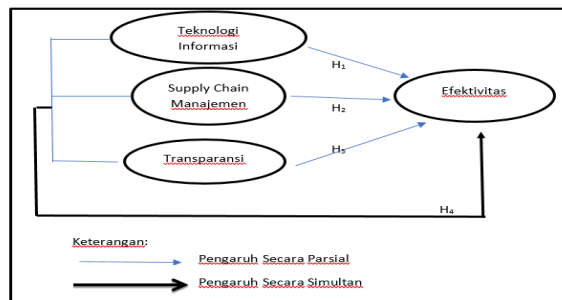 Teknologi
Informasi
H₁
Supply Chain
Manajemen
H₂
Efektivitas
Transparansi
H₃
H₄
Keterangan:
Pengaruh Secara Parsial
Pengaruh Secara Simultan